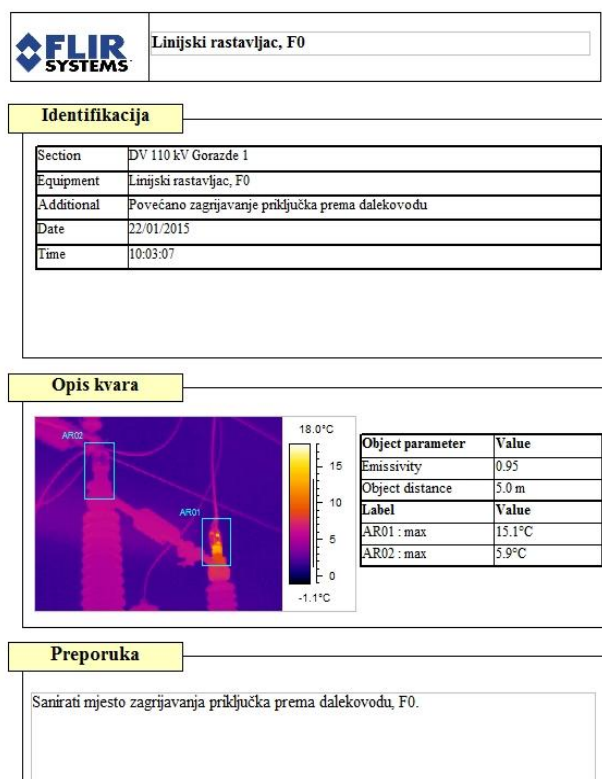 FLIR
SYSTEMS
Linijski rastavljac, F0
Identifikacija
Section DV 110 kV Gorazde 1
Equipment Linijski rastavljac, F0
Additional Povećano zagrijavanje priključka prema dalekovodu
Date 22/01/2015
Time 10:03:07
Opis kvara
AR02
AR01
18.0°C
15
10
5
0
-1.1°C
Object parameter Value
Emissivity 0.95
Object distance 5.0 m
Label Value
AR01 : max 15.1°C
AR02 : max 5.9°C
Preporuka
Sanirati mjesto zagrijavanja priključka prema dalekovodu, F0.